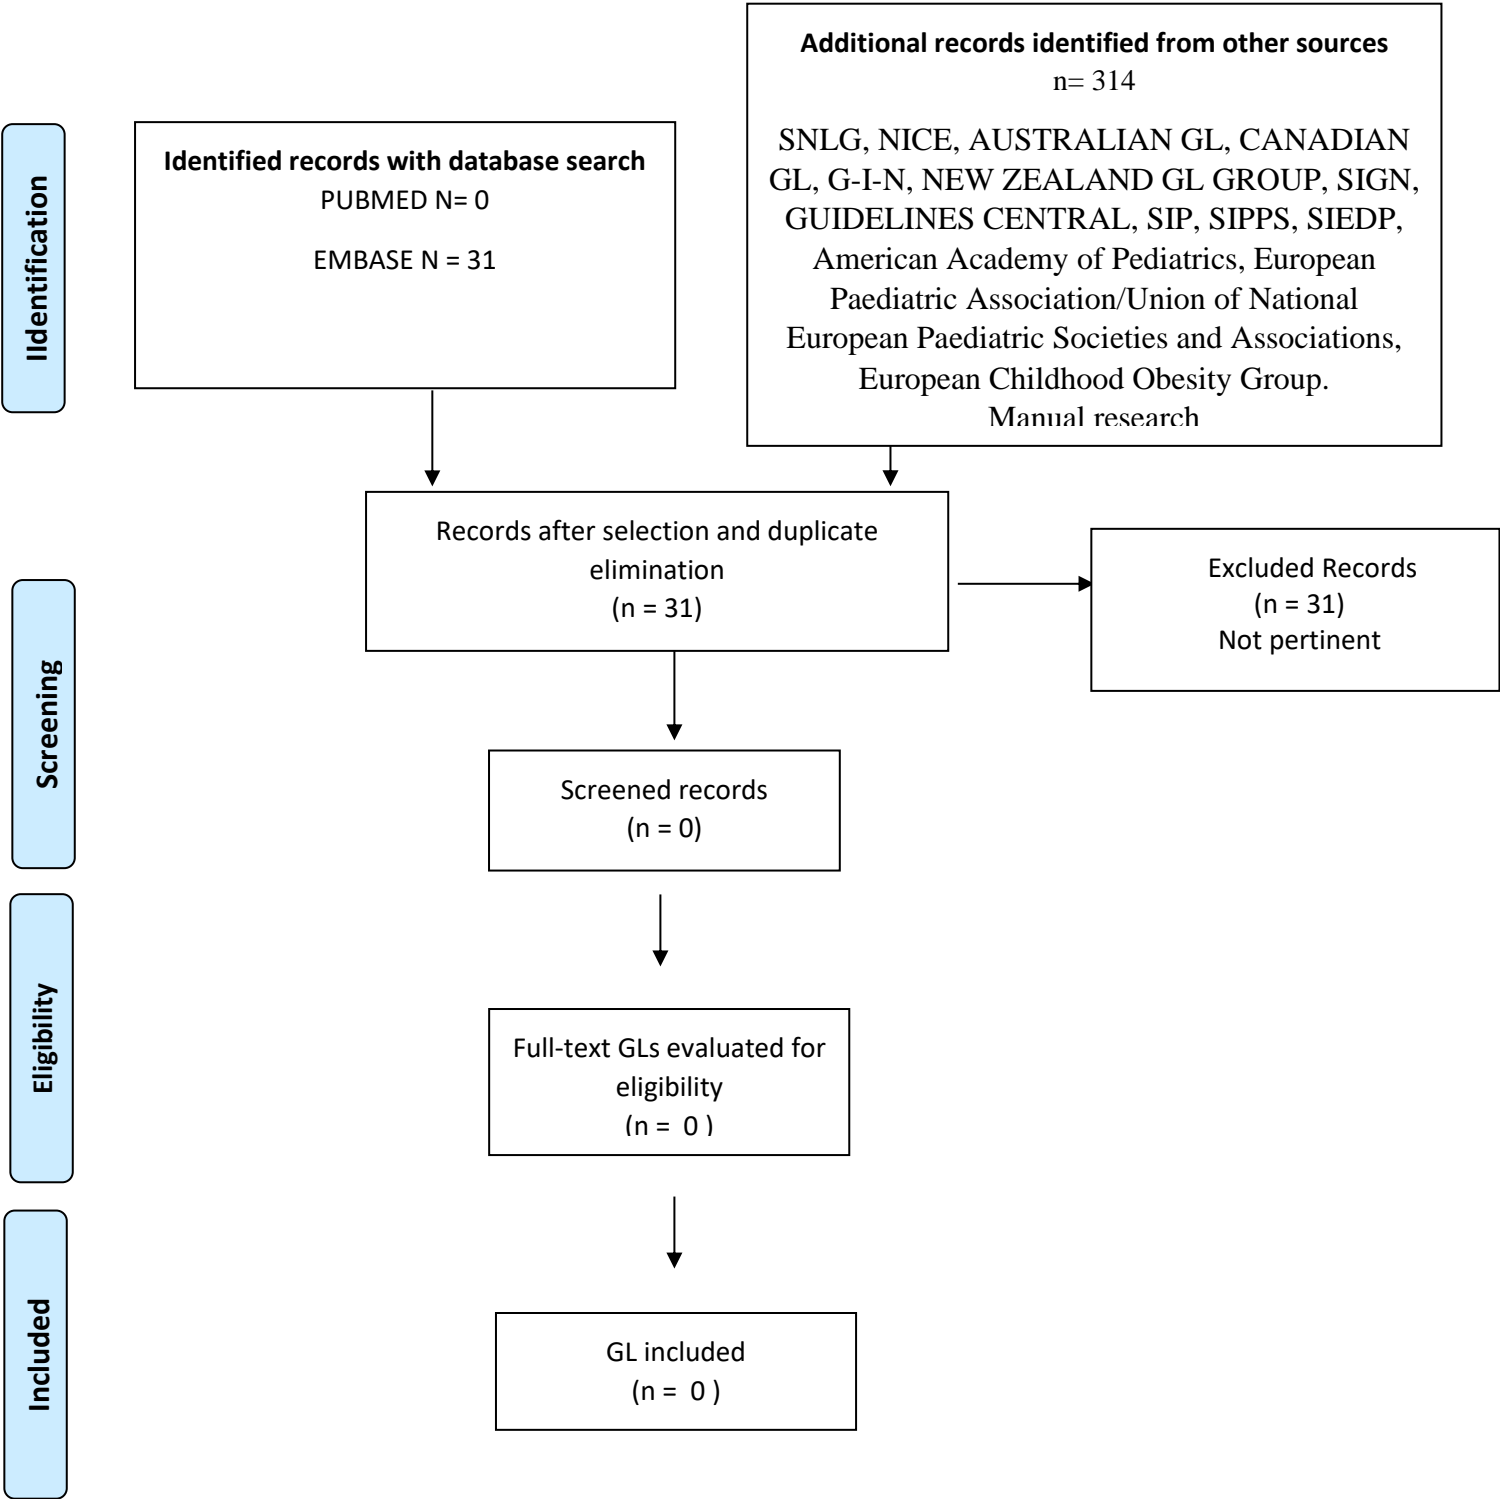 IIdentification
Identified records with database search
PUBMED N= 0
EMBASE N = 31
Additional records identified from other sources
n= 314
SNLG, NICE, AUSTRALIAN GL, CANADIAN
GL, G-I-N, NEW ZEALAND GL GROUP, SIGN,
GUIDELINES CENTRAL, SIP, SIPPS, SIEDP,
American Academy of Pediatrics, European
Paediatric Association/Union of National
European Paediatric Societies and Associations,
European Childhood Obesity Group.
Manual research
Screening
Records after selection and duplicate
elimination
(n = 31)
Excluded Records
(n = 31)
Not pertinent
Screened records
(n = 0)
Eligibility
Full-text GLs evaluated for
eligibility
(n =  0 )
Included
GL included
(n =  0 )